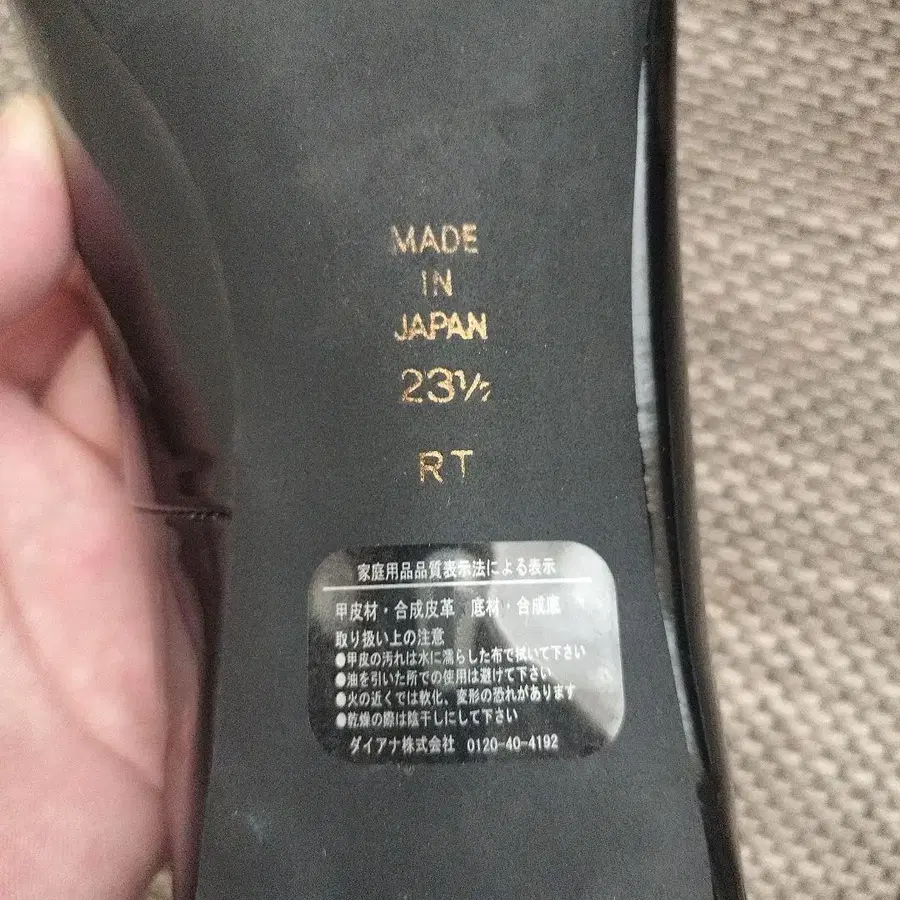 MADE
IN
JAPAN
23½
RT
家庭用品品質表示法による表示
甲皮材・合成皮革 底材・合成底
取り扱い上の注意
●甲皮の汚れは水に濡らした布で拭いて下さい
●油を引いた所での使用は避けて下さい
●火の近くでは軟化、変形の恐れがあります
●乾燥の際は陰干しにして下さい
ダイアナ株式会社 0120-40-4192